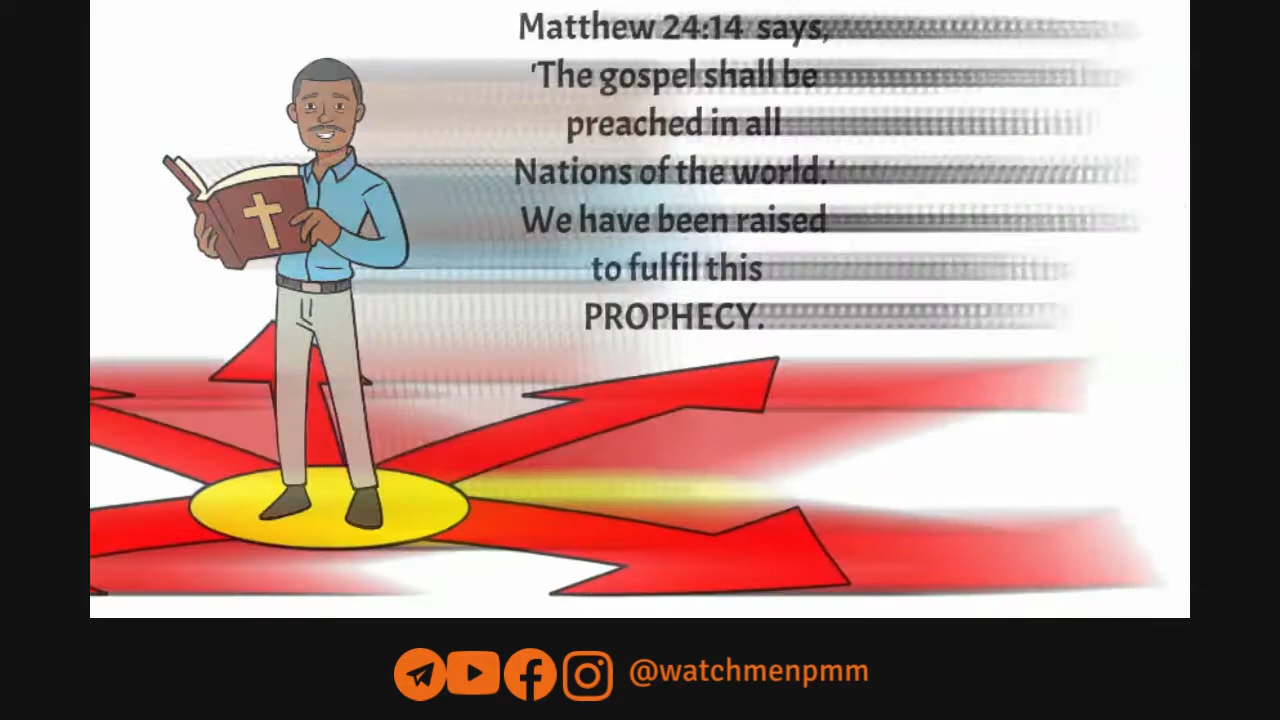 Matthew 24:14 says,
'The gospel shall be
preached in all
Nations of the world.'
We have been raised
to fulfil this
PROPHECY.
@watchmenpmm